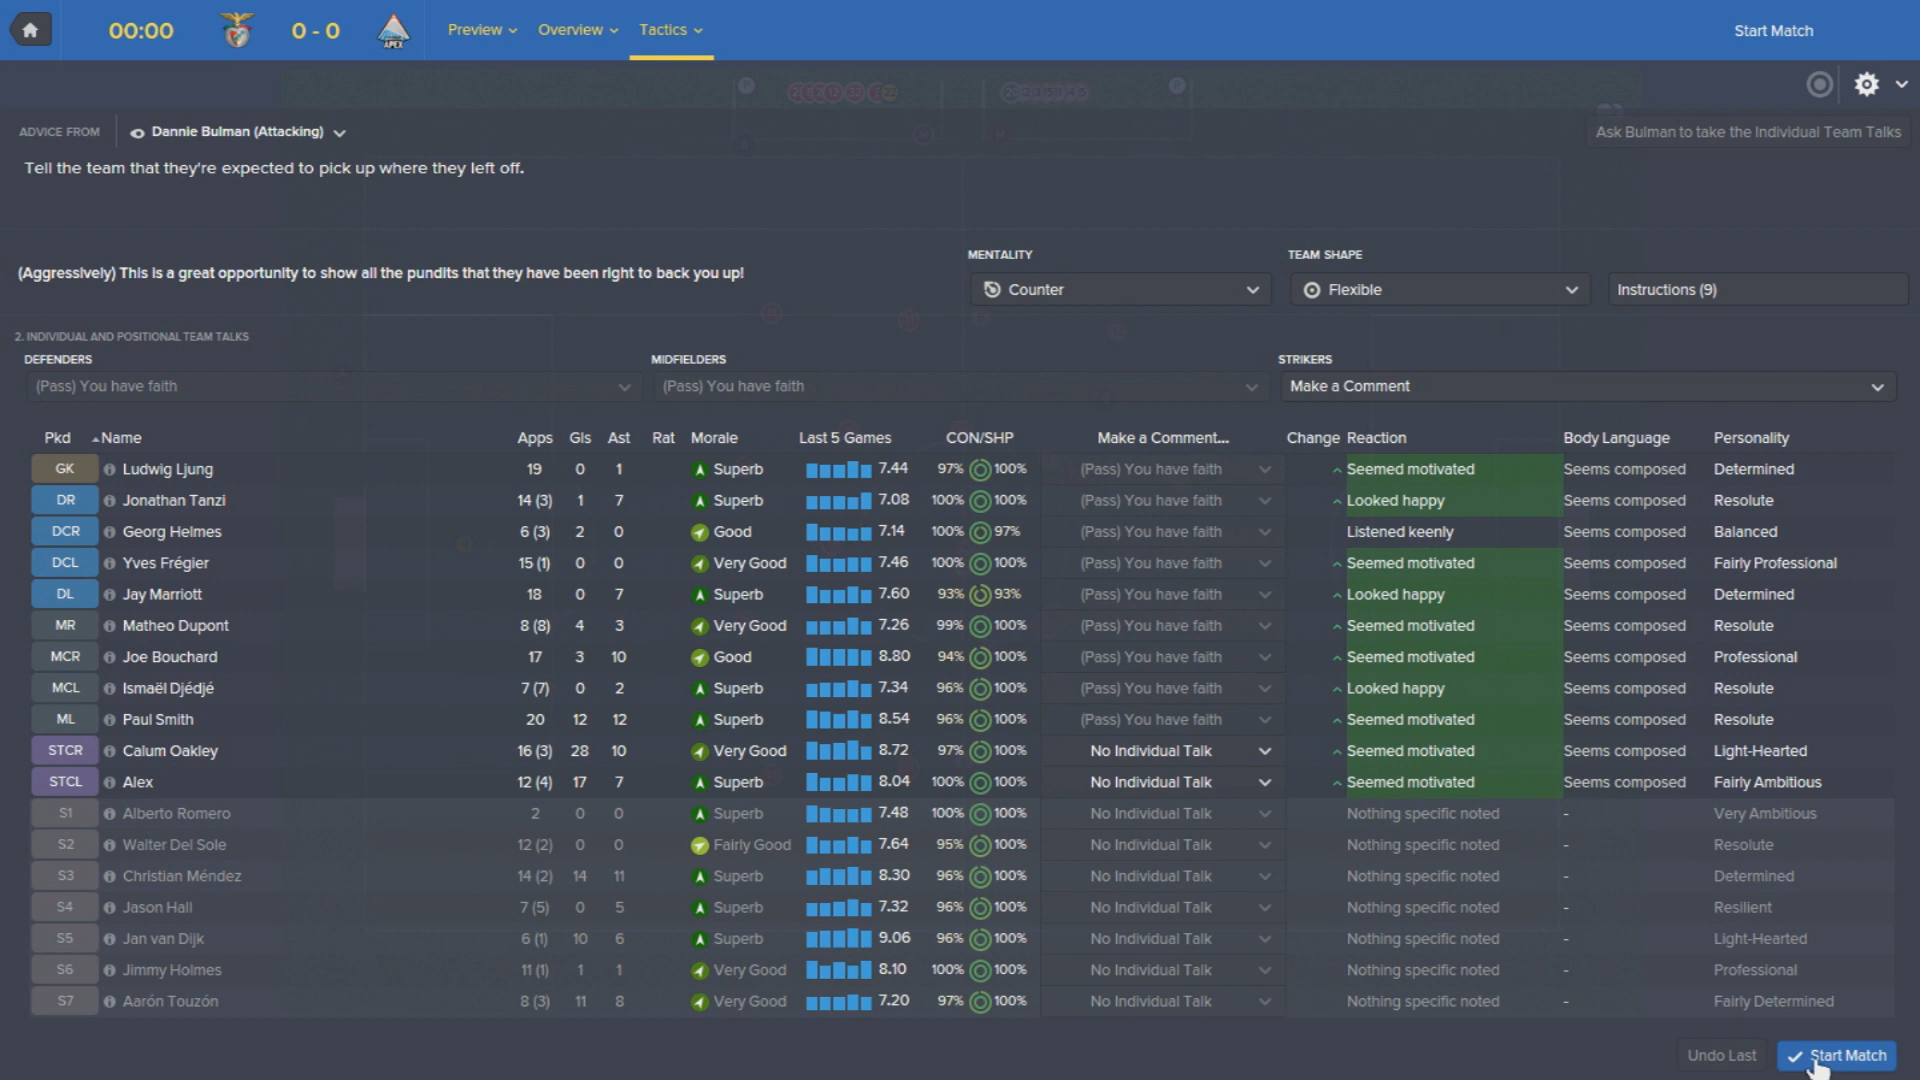 00:00 0 - 0 APEX Preview Overview Tactics Start Match
ADVICE FROM Dannie Bulman (Attacking) Ask Bulman to take the Individual Team Talks
Tell the team that they're expected to pick up where they left off.
MENTALITY TEAM SHAPE
(Aggressively) This is a great opportunity to show all the pundits that they have been right to back you up! Counter Flexible Instructions (9)
2. INDIVIDUAL AND POSITIONAL TEAM TALKS
DEFENDERS MIDFIELDERS STRIKERS
(Pass) You have faith (Pass) You have faith Make a Comment
Pkd Name Apps Gls Ast Rat Morale Last 5 Games CON/SHP Make a Comment... Change Reaction Body Language Personality
GK Ludwig Ljung 19 0 1 Superb 7.44 97% 100% (Pass) You have faith Seemed motivated Seems composed Determined
DR Jonathan Tanzi 14 (3) 1 7 Superb 7.08 100% 100% (Pass) You have faith Looked happy Seems composed Resolute
DCR Georg Helmes 6 (3) 2 0 Good 7.14 100% 97% (Pass) You have faith Listened keenly Seems composed Balanced
DCL Yves Frégier 15 (1) 0 0 Very Good 7.46 100% 100% (Pass) You have faith Seemed motivated Seems composed Fairly Professional
DL Jay Marriott 18 0 7 Superb 7.60 93% 93% (Pass) You have faith Looked happy Seems composed Determined
MR Matheo Dupont 8 (8) 4 3 Very Good 7.26 99% 100% (Pass) You have faith Seemed motivated Seems composed Resolute
MCR Joe Bouchard 17 3 10 Good 8.80 94% 100% (Pass) You have faith Seemed motivated Seems composed Professional
MCL Ismaël Djédjé 7 (7) 0 2 Superb 7.34 96% 100% (Pass) You have faith Looked happy Seems composed Resolute
ML Paul Smith 20 12 12 Superb 8.54 96% 100% (Pass) You have faith Seemed motivated Seems composed Resolute
STCR Calum Oakley 16 (3) 28 10 Very Good 8.72 97% 100% No Individual Talk Seemed motivated Seems composed Light-Hearted
STCL Alex 12 (4) 17 7 Superb 8.04 100% 100% No Individual Talk Seemed motivated Seems composed Fairly Ambitious
S1 Alberto Romero 2 0 0 Superb 7.48 100% 100% No Individual Talk Nothing specific noted - Very Ambitious
S2 Walter Del Sole 12 (2) 0 0 Fairly Good 7.64 95% 100% No Individual Talk Nothing specific noted - Resolute
S3 Christian Méndez 14 (2) 14 11 Superb 8.30 96% 100% No Individual Talk Nothing specific noted - Determined
S4 Jason Hall 7 (5) 0 5 Superb 7.32 96% 100% No Individual Talk Nothing specific noted - Resilient
S5 Jan van Dijk 6 (1) 10 6 Superb 9.06 96% 100% No Individual Talk Nothing specific noted - Light-Hearted
S6 Jimmy Holmes 11 (1) 1 1 Very Good 8.10 100% 100% No Individual Talk Nothing specific noted - Professional
S7 Aarón Touzón 8 (3) 11 8 Very Good 7.20 97% 100% No Individual Talk Nothing specific noted - Fairly Determined
Undo Last Start Match